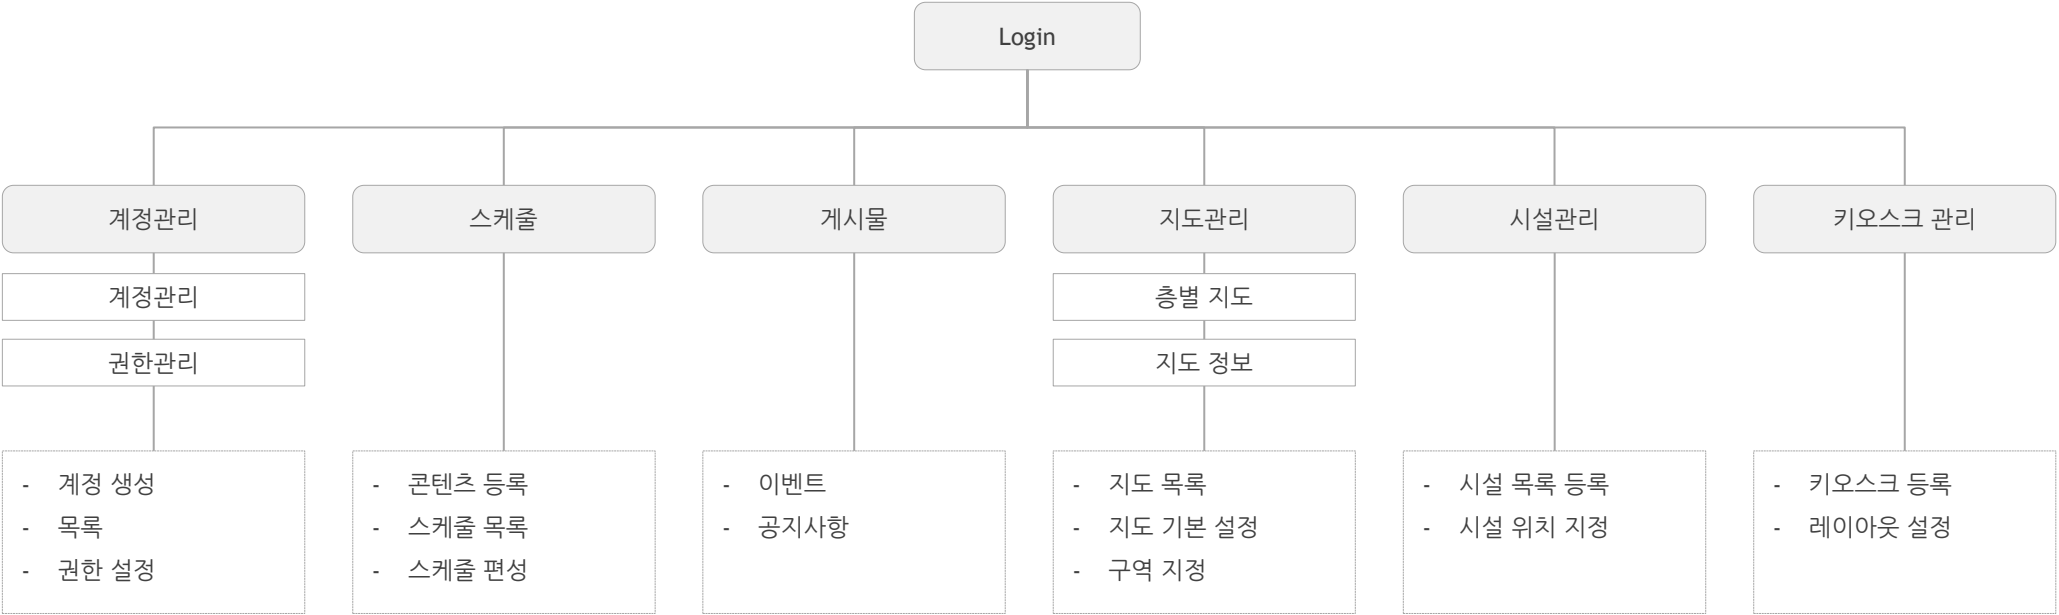 Login
계정관리
스케줄
게시물
지도관리
시설관리
키오스크 관리
계정관리
층별 지도
권한관리
지도 정보
- 계정 생성
- 목록
- 권한 설정
- 콘텐츠 등록
- 스케줄 목록
- 스케줄 편성
- 이벤트
- 공지사항
- 지도 목록
- 지도 기본 설정
- 구역 지정
- 시설 목록 등록
- 시설 위치 지정
- 키오스크 등록
- 레이아웃 설정